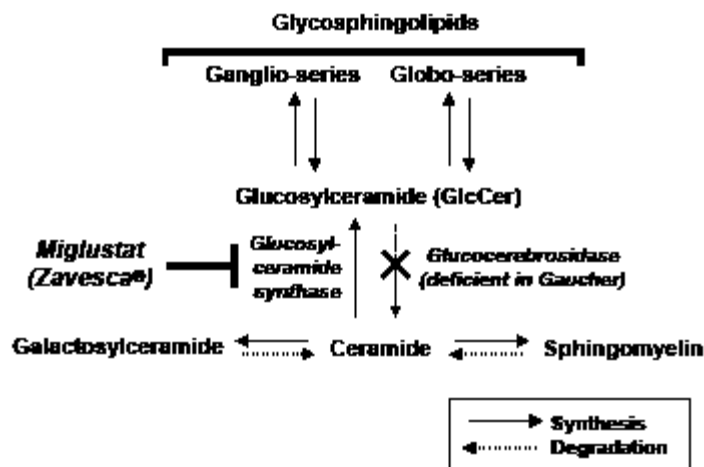 Glycosphingolipids
Ganglio-series Globo-series
Glucosylceramide (GlcCer)
Miglustat
(Zavesca®)
Glucosyl-
ceramide
synthase
Glucocerebrosidase
(deficient in Gaucher)
Galactosylceramide Ceramide Sphingomyelin
Synthesis
Degradation